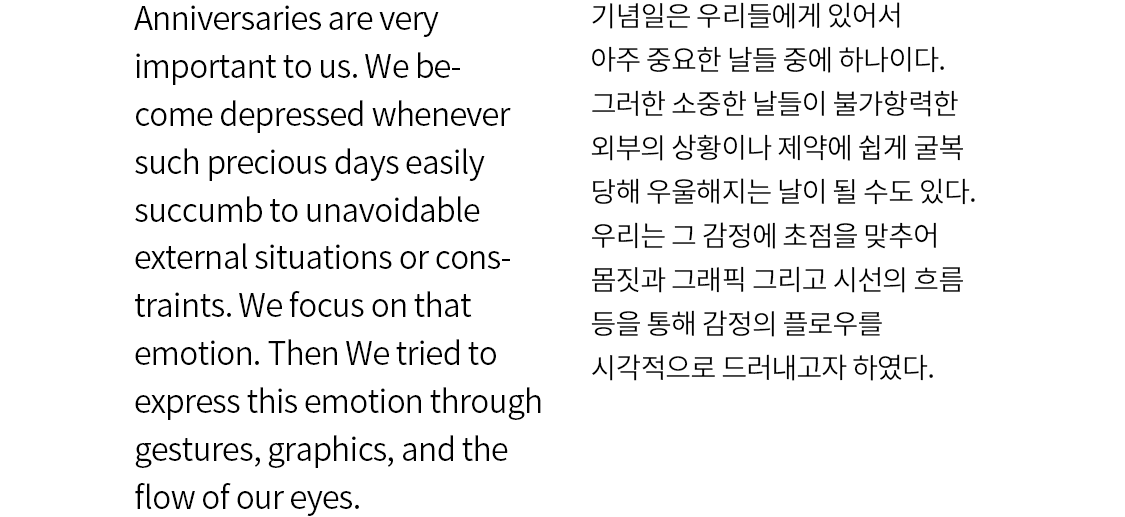 Anniversaries are very
important to us. We be-
come depressed whenever
such precious days easily
succumb to unavoidable
external situations or cons-
traints. We focus on that
emotion. Then We tried to
express this emotion through
gestures, graphics, and the
flow of our eyes.
기념일은 우리들에게 있어서
아주 중요한 날들 중에 하나이다.
그러한 소중한 날들이 불가항력한
외부의 상황이나 제약에 쉽게 굴복
당해 우울해지는 날이 될 수도 있다.
우리는 그 감정에 초점을 맞추어
몸짓과 그래픽 그리고 시선의 흐름
등을 통해 감정의 플로우를
시각적으로 드러내고자 하였다.